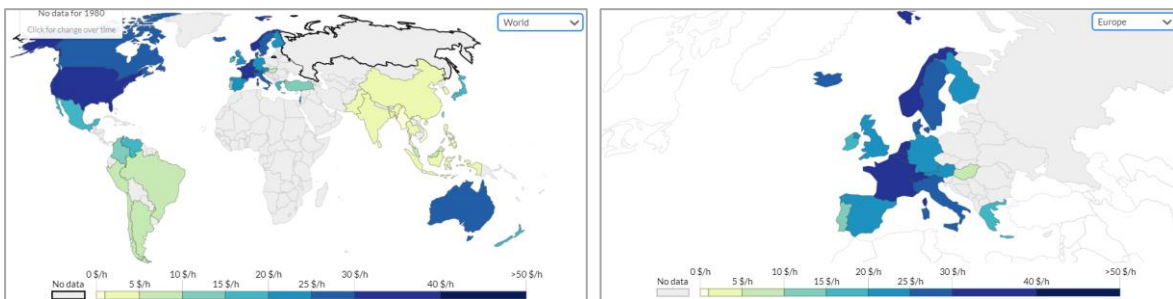 No data for 1980
Click for change over time
World
0 $/h 10 $/h 20 $/h 30 $/h >50 $/h
No data 5 $/h 15 $/h 25 $/h 40 $/h
Europe
0 $/h 10 $/h 20 $/h 30 $/h >50 $/h
No data 5 $/h 15 $/h 25 $/h 40 $/h